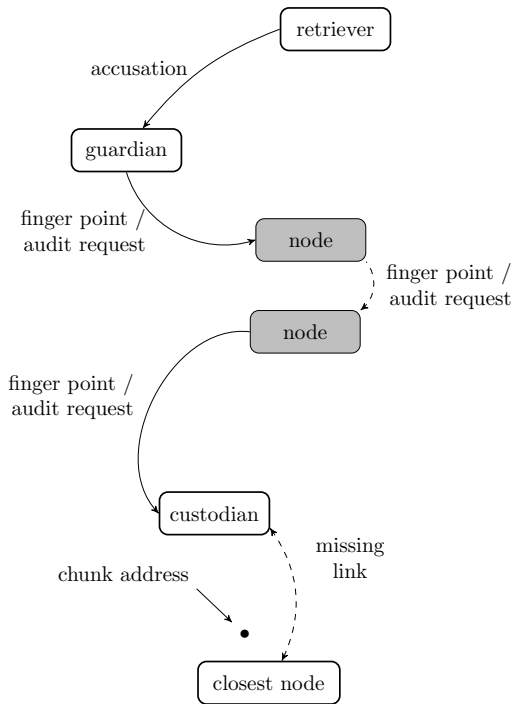 retriever
accusation
guardian
finger point /
audit request
node
finger point /
audit request
node
finger point /
audit request
custodian
missing
link
chunk address
closest node